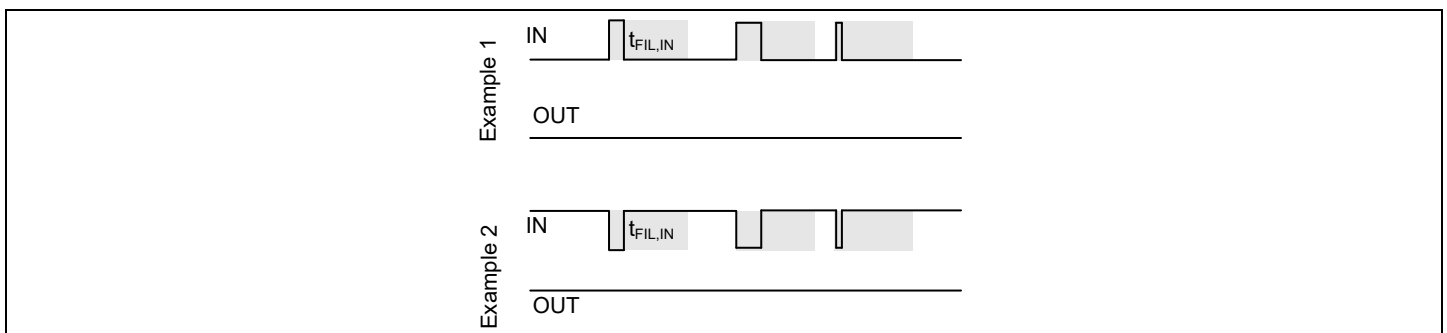 Example 1
IN
tFIL,IN
OUT
Example 2
IN
tFIL,IN
OUT